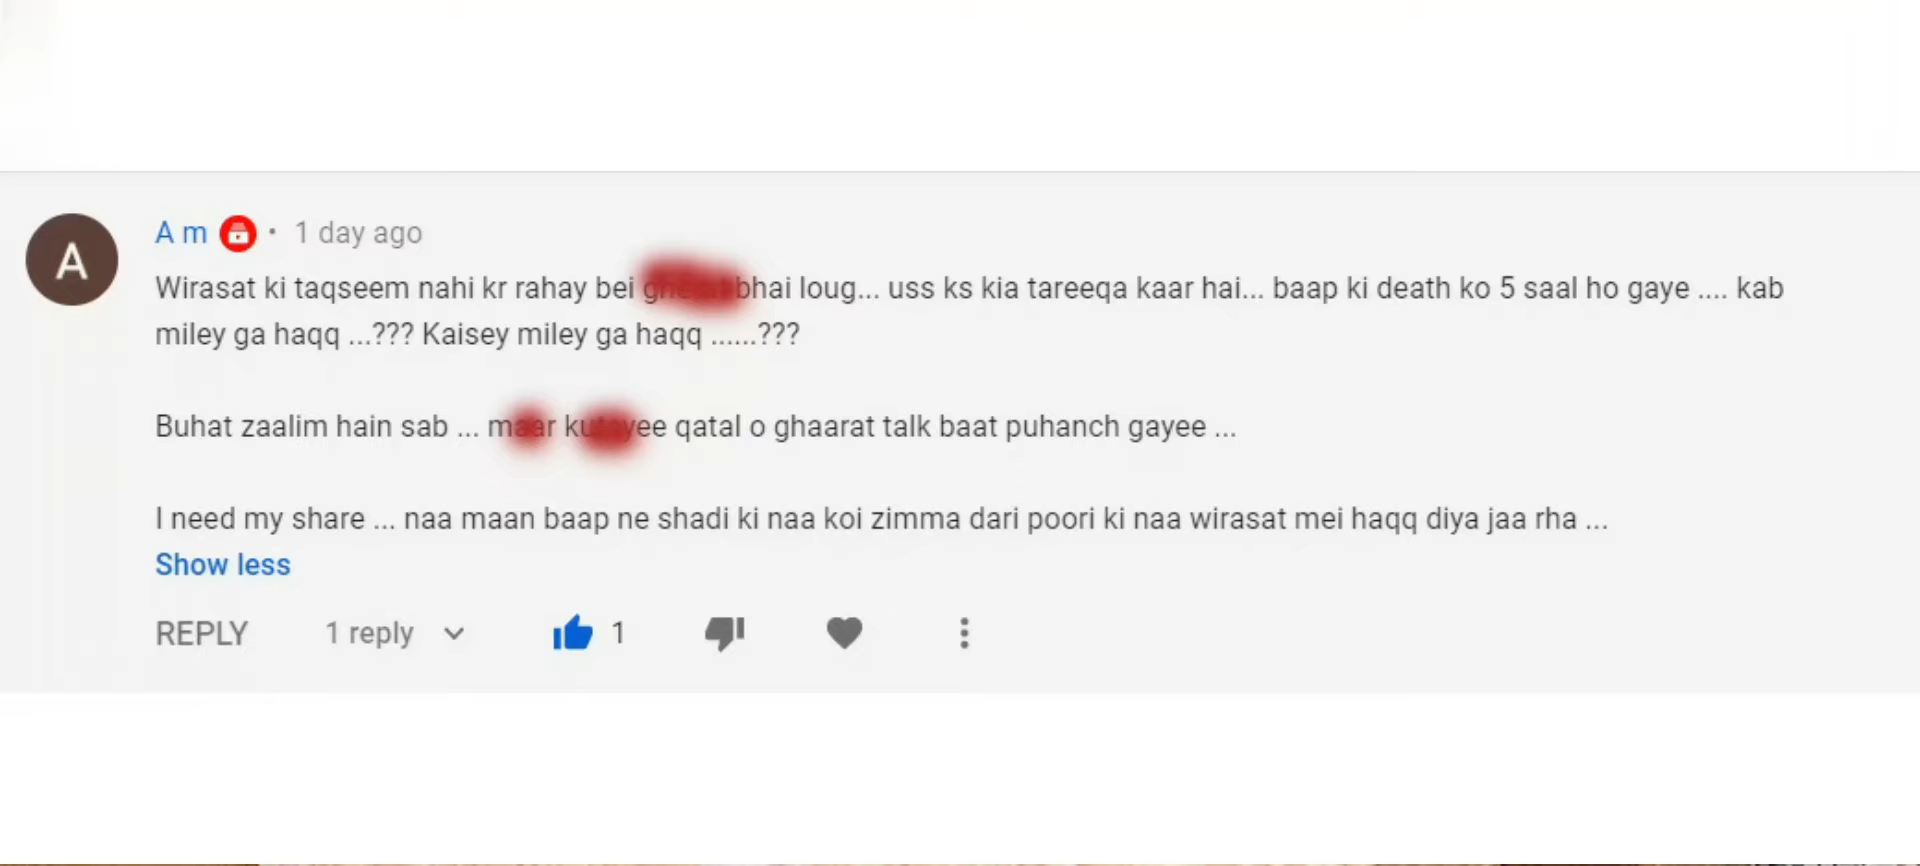 A
A m • 1 day ago
Wirasat ki taqseem nahi kr rahay bei bhai loug... uss ks kia tareeqa kaar hai... baap ki death ko 5 saal ho gaye .... kab
miley ga haqq ...??? Kaisey miley ga haqq ......???
Buhat zaalim hain sab ... maar kutayee qatal o ghaarat talk baat puhanch gayee ...
I need my share ... naa maan baap ne shadi ki naa koi zimma dari poori ki naa wirasat mei haqq diya jaa rha ...
Show less
REPLY 1 reply 1